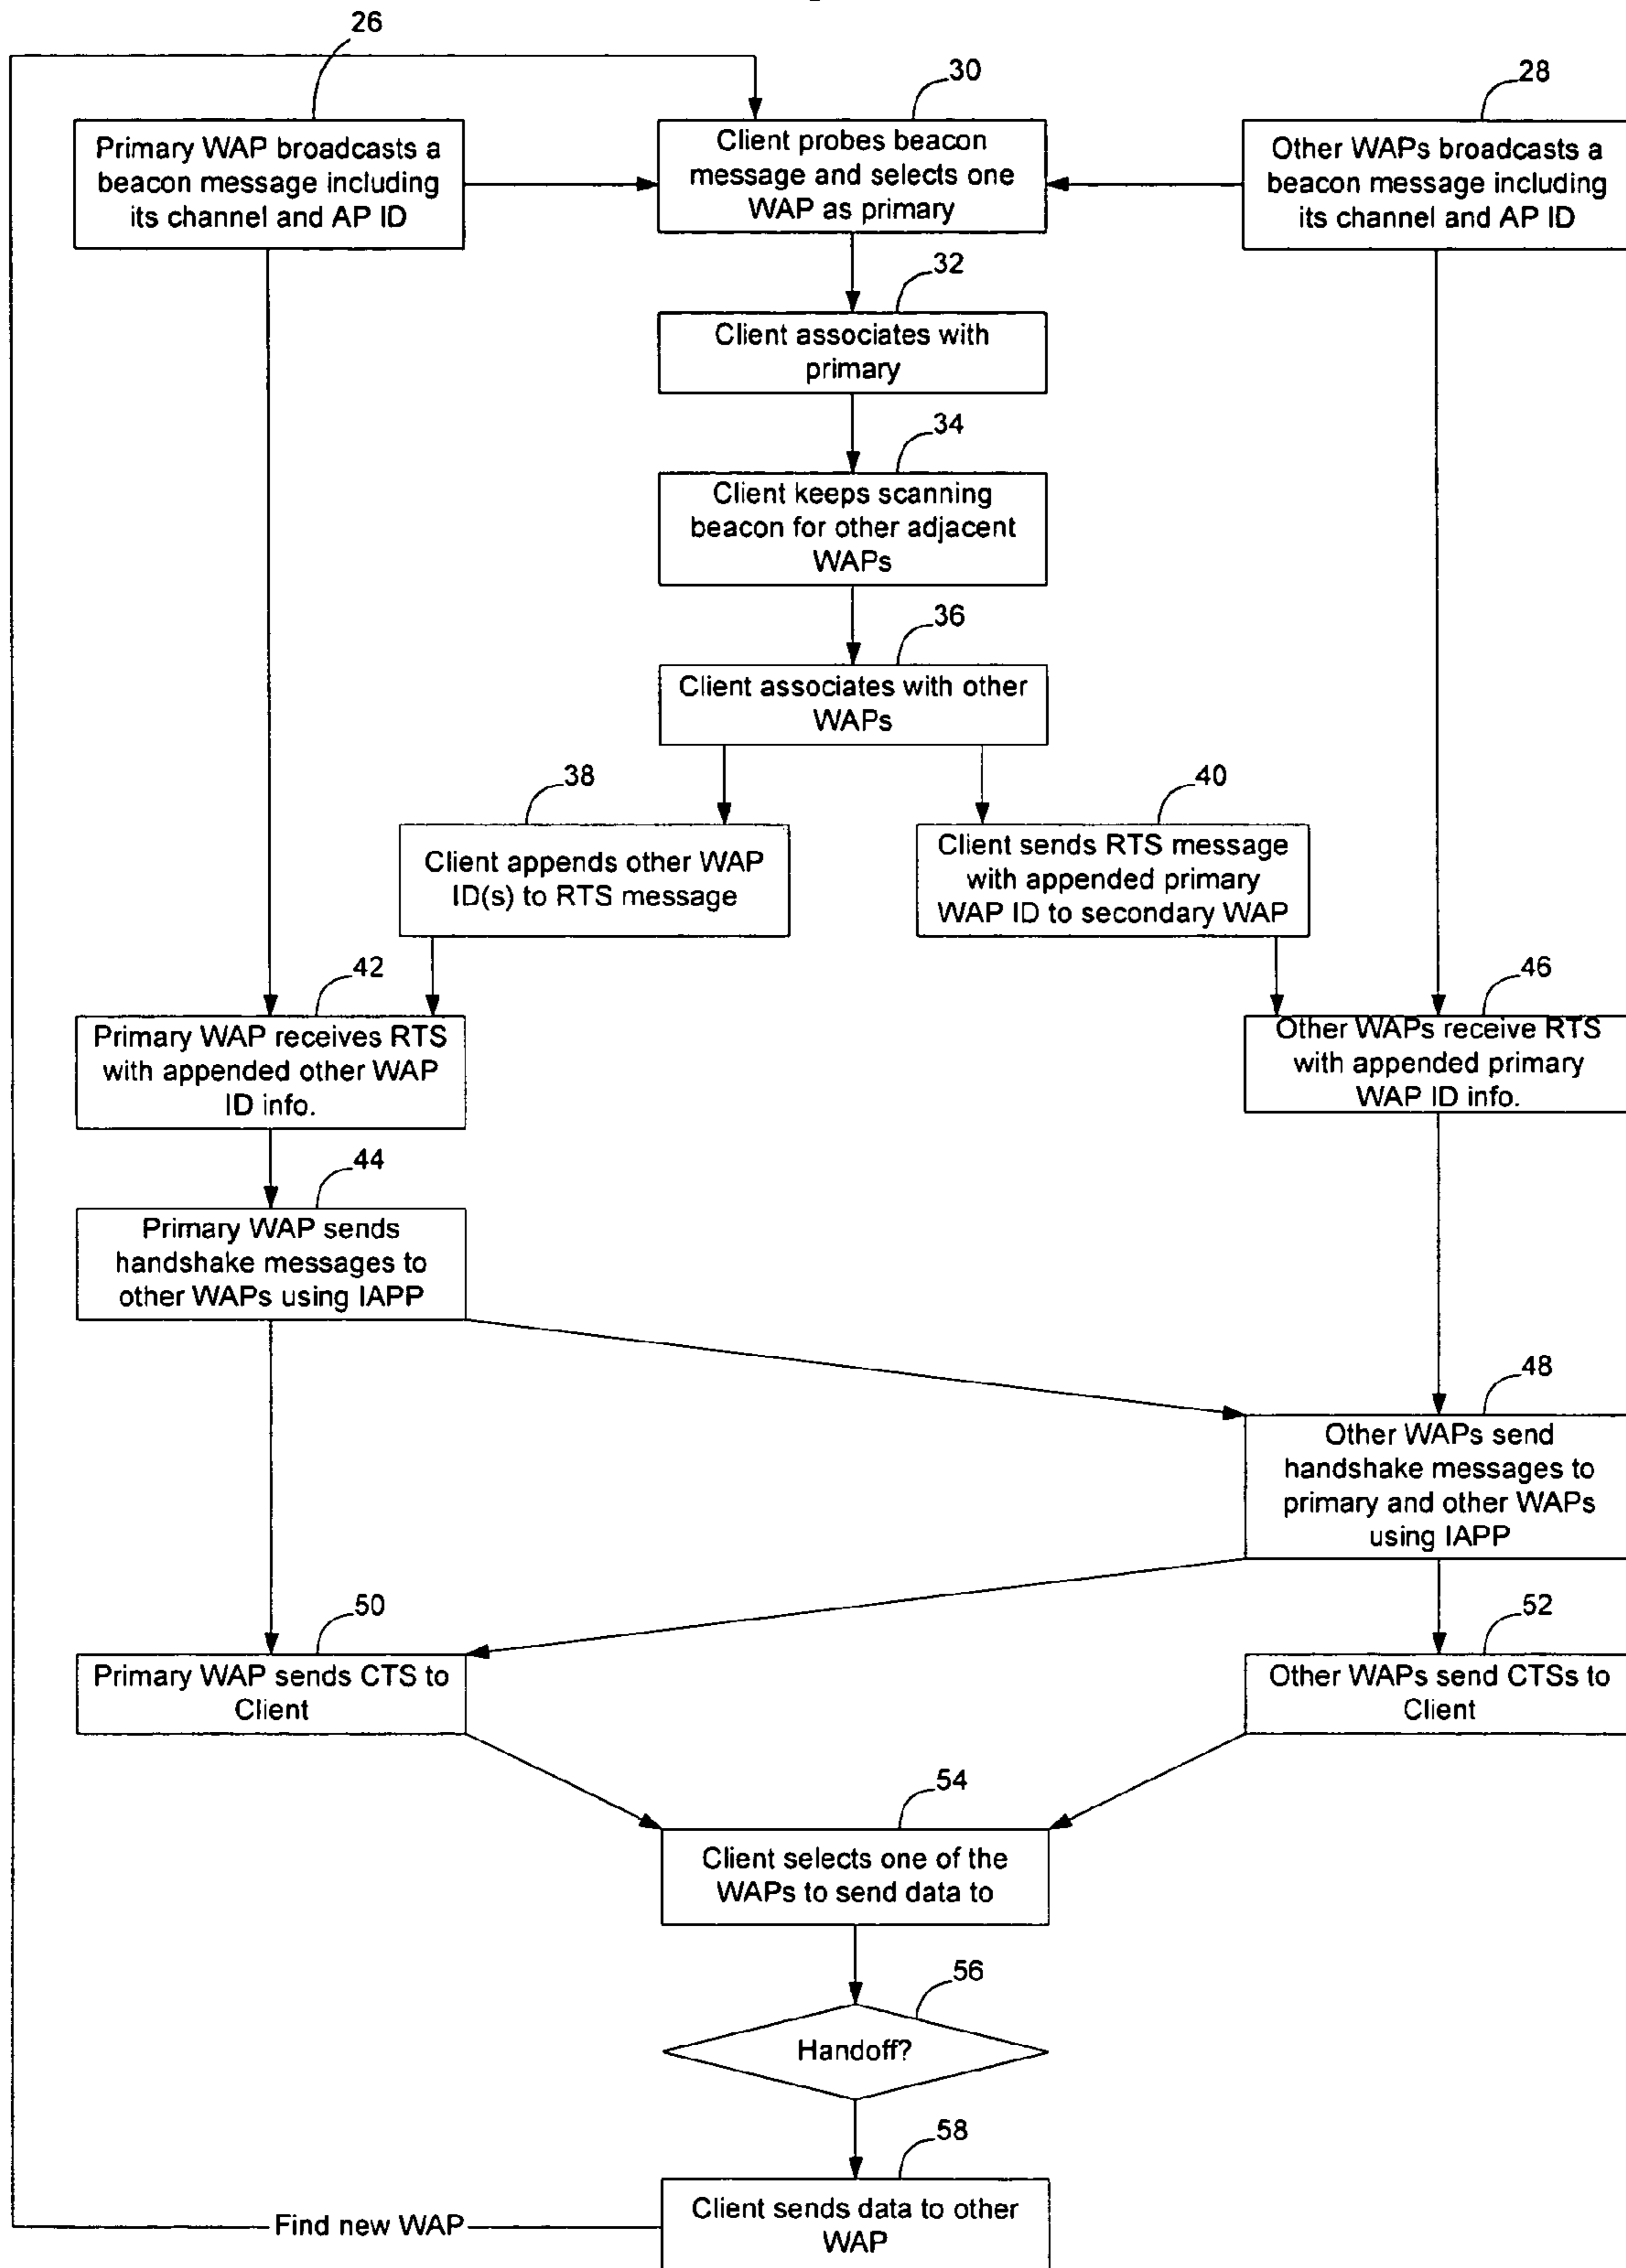 26
30
28
Primary WAP broadcasts a
beacon message including
its channel and AP ID
Client probes beacon
message and selects one
WAP as primary
Other WAPs broadcasts a
beacon message including
its channel and AP ID
32
Client associates with
primary
34
Client keeps scanning
beacon for other adjacent
WAPs
36
Client associates with other
WAPs
38
40
Client appends other WAP
ID(s) to RTS message
Client sends RTS message
with appended primary
WAP ID to secondary WAP
42
46
Primary WAP receives RTS
with appended other WAP
ID info.
Other WAPs receive RTS
with appended primary
WAP ID info.
44
Primary WAP sends
handshake messages to
other WAPs using IAPP
48
Other WAPs send
handshake messages to
primary and other WAPs
using IAPP
50
52
Primary WAP sends CTS to
Client
Other WAPs send CTSs to
Client
54
Client selects one of the
WAPs to send data to
56
Handoff?
58
Client sends data to other
WAP
Find new WAP